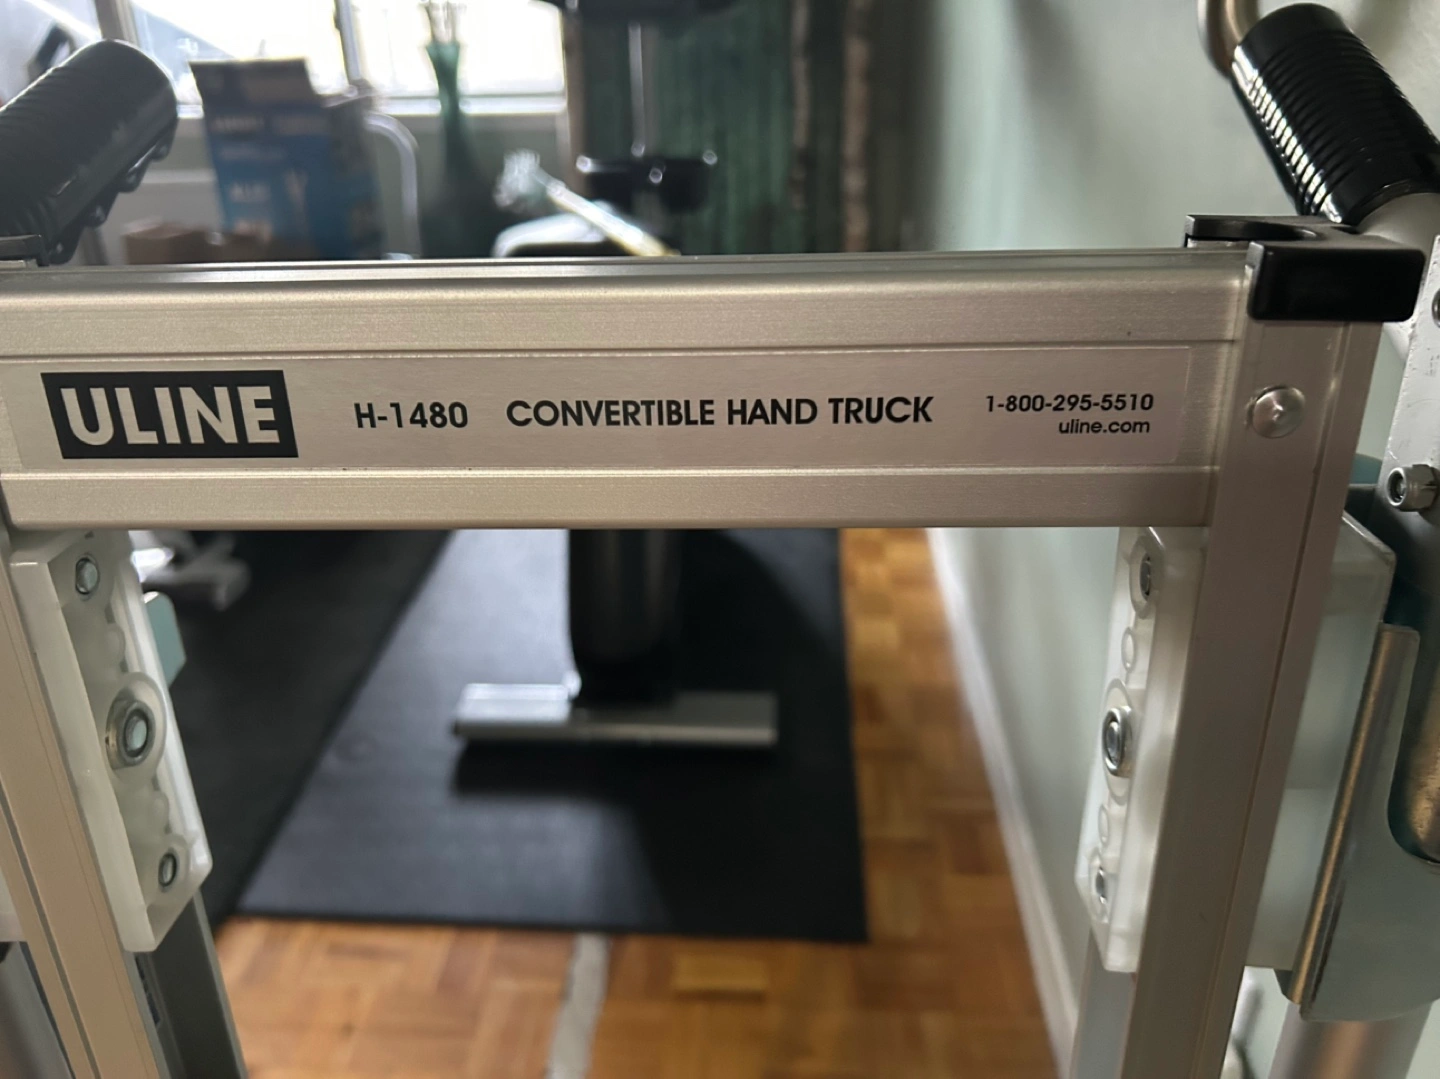 ULINE H-1480 CONVERTIBLE HAND TRUCK 1-800-295-5510
uline.com